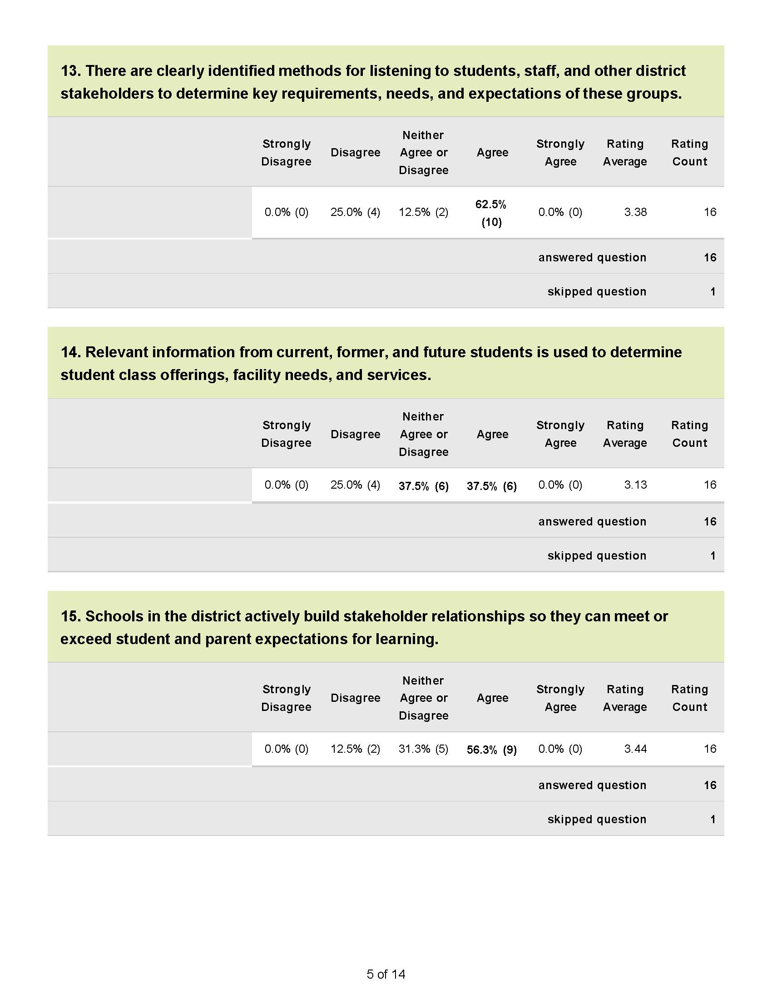 13. There are clearly identified methods for listening to students, staff, and other district
stakeholders to determine key requirements, needs, and expectations of these groups.
Strongly Disagree Disagree Neither Agree or Disagree Agree Strongly Agree Rating Average Rating Count
0.0% (0) 25.0% (4) 12.5% (2) 62.5% (10) 0.0% (0) 3.38 16
answered question 16
skipped question 1
14. Relevant information from current, former, and future students is used to determine
student class offerings, facility needs, and services.
Strongly Disagree Disagree Neither Agree or Disagree Agree Strongly Agree Rating Average Rating Count
0.0% (0) 25.0% (4) 37.5% (6) 37.5% (6) 0.0% (0) 3.13 16
answered question 16
skipped question 1
15. Schools in the district actively build stakeholder relationships so they can meet or
exceed student and parent expectations for learning.
Strongly Disagree Disagree Neither Agree or Disagree Agree Strongly Agree Rating Average Rating Count
0.0% (0) 12.5% (2) 31.3% (5) 56.3% (9) 0.0% (0) 3.44 16
answered question 16
skipped question 1
5 of 14